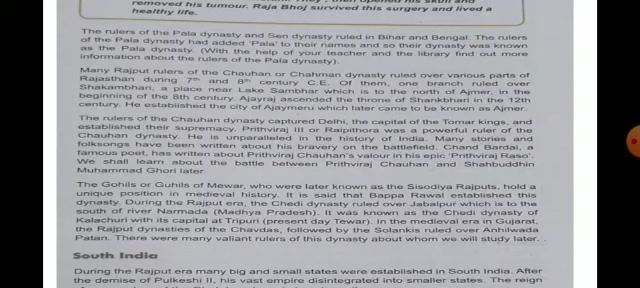 removed his tumour. Raja Bhoj survived this surgery and lived a
healthy life.
The rulers of the Pala dynasty and Sen dynasty ruled in Bihar and Bengal. The rulers
of the Pala dynasty had added 'Pala' to their names and so their dynasty was known
as the Pala dynasty. (With the help of your teacher and the library find out more
information about the rulers of the Pala dynasty).
Many Rajput rulers of the Chauhan or Chahman dynasty ruled over various parts of
Rajasthan during 7th and 8th century C.E. Of them, one branch ruled over
Shakambhari, a place near Lake Sambhar which is to the north of Ajmer, in
the beginning of the 8th century. Ajayraj ascended the throne of Shankbhari in the 12th
century. He established the city of Ajaymeru which later came to be known as Ajmer.
The rulers of the Chauhan dynasty captured Delhi, the capital of the Tomar kings, and
established their supremacy. Prithviraj III or Raipithora was a powerful ruler of the
Chauhan dynasty. He is unparalleled in the history of India. Many stories and
folksongs have been written about his bravery on the battlefield. Chand Bardai, a
famous poet, has written about Prithviraj Chauhan's valour in his epic 'Prithviraj Raso'.
We shall learn about the battle between Prithviraj Chauhan and Shahbuddhin
Muhammad Ghori later.
The Gohils or Guhils of Mewar, who were later known as the Sisodiya Rajputs, hold a
unique position in medieval history. It is said that Bappa Rawal established this
dynasty. During the Rajput era, the Chedi dynasty ruled over Jabalpur which is to the
south of river Narmada (Madhya Pradesh). It was known as the Chedi dynasty of
Kalachuri with its capital at Tripuri (present day Tewar). In the medieval era in Gujarat,
the Rajput dynasties of the Chavdas, followed by the Solankis ruled over Anhilwada
Patan. There were many valiant rulers of this dynasty about whom we will study later.
South India
During the Rajput era many big and small states were established in South India. After
the demise of Pulkeshi II, his vast empire disintegrated into smaller states. The reign